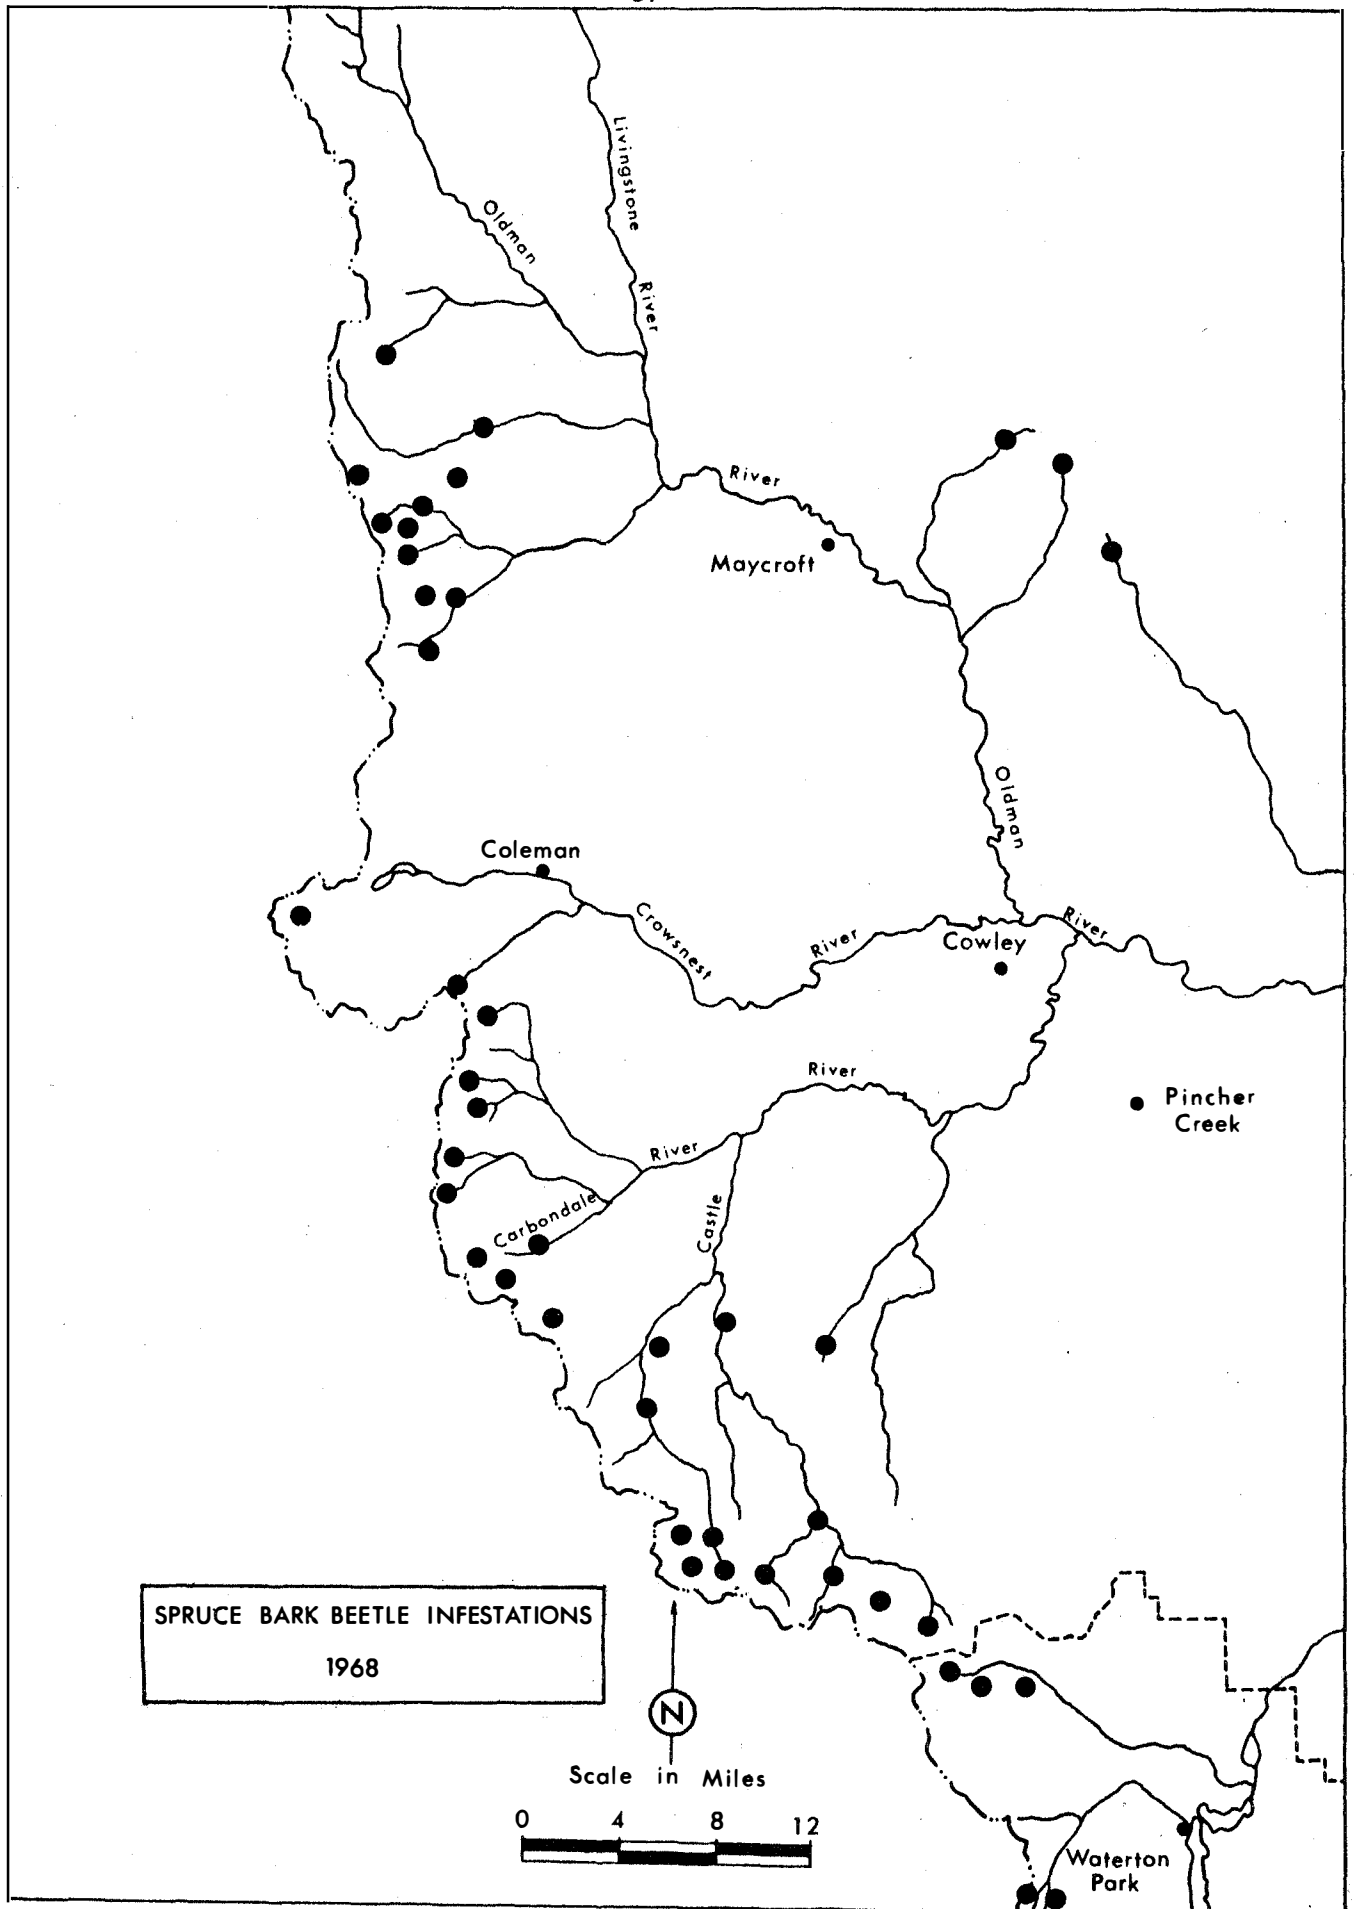 Livingstone
River
Oldman
River
Maycroft
Oldman
Coleman
Crowsnest
River
River
Cowley
River
Pincher
Creek
River
Carbondale
Castle
SPRUCE BARK BEETLE INFESTATIONS
1968
N
Scale in Miles
0 4 8 12
Waterton
Park